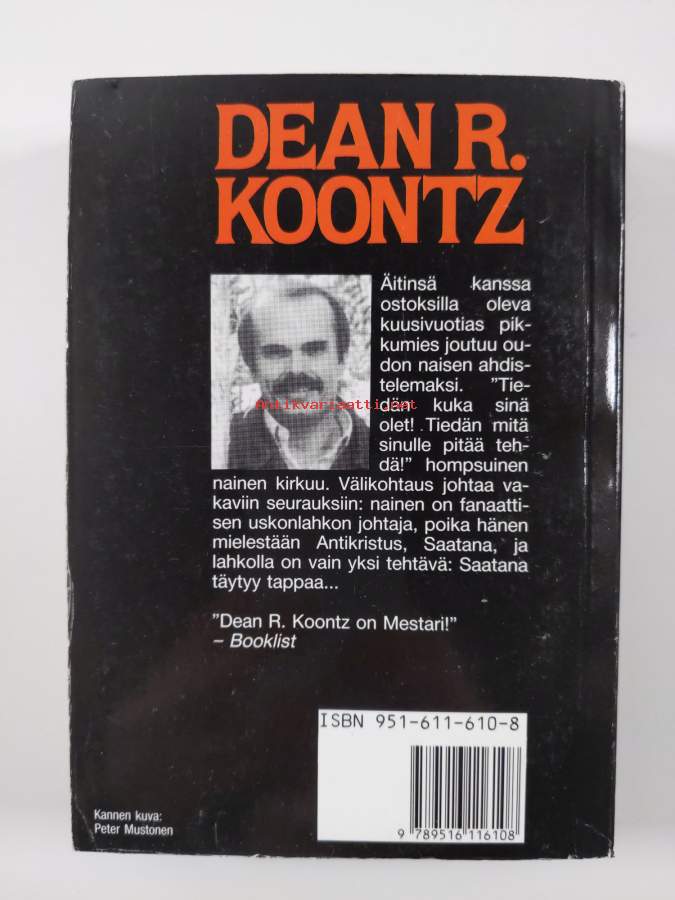 DEAN R.
KOONTZ
Äitinsä kanssa
ostoksilla oleva
kuusivuotias pik-
kumies joutuu ou-
don naisen ahdis-
telemaksi. ”Tie-
Antikvariaatti.net
dän kuka sinä
olet! Tiedän mitä
sinulle pitää teh-
dä!” hompsuinen
nainen kirkuu. Välikohtaus johtaa va-
kaviin seurauksiin: nainen on fanaatti-
sen uskonlahkon johtaja, poika hänen
mielestään Antikristus, Saatana, ja
lahkolla on vain yksi tehtävä: Saatana
täytyy tappaa...
”Dean R. Koontz on Mestari!”
– Booklist
ISBN 951-611-610-8
9 789516 116108
Kannen kuva:
Peter Mustonen